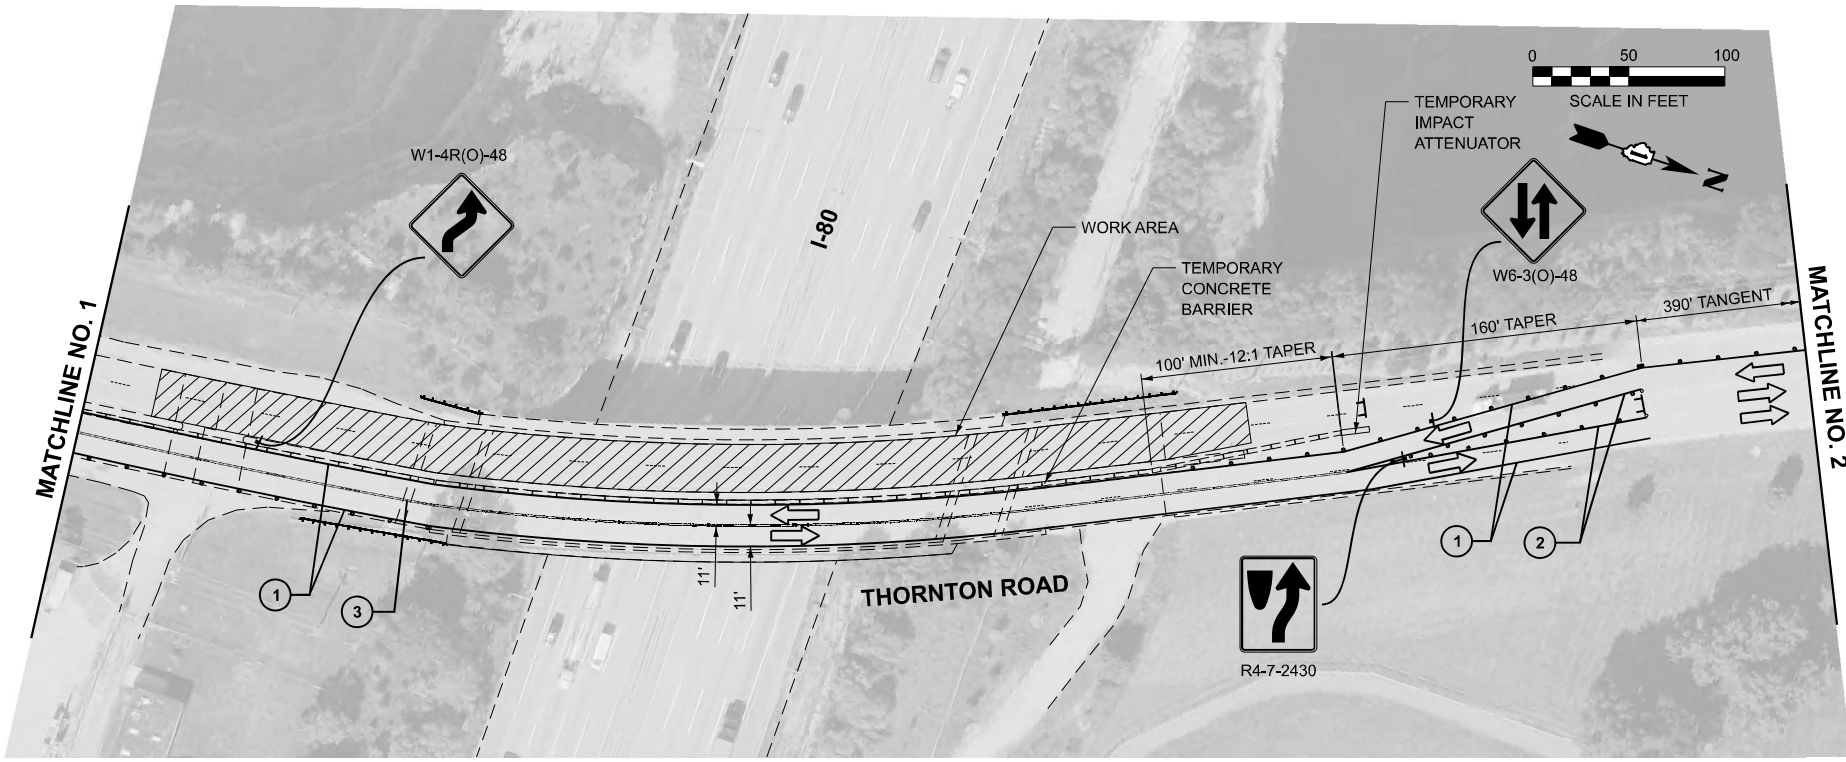 0 50 100
SCALE IN FEET
N
TEMPORARY
IMPACT
ATTENUATOR
W1-4R(O)-48
I-80
WORK AREA
TEMPORARY
CONCRETE
BARRIER
W6-3(O)-48
MATCHLINE NO. 1
100' MIN.-12:1 TAPER
160' TAPER
390' TANGENT
MATCHLINE NO. 2
11'
11'
THORNTON ROAD
1
3
1
2
R4-7-2430